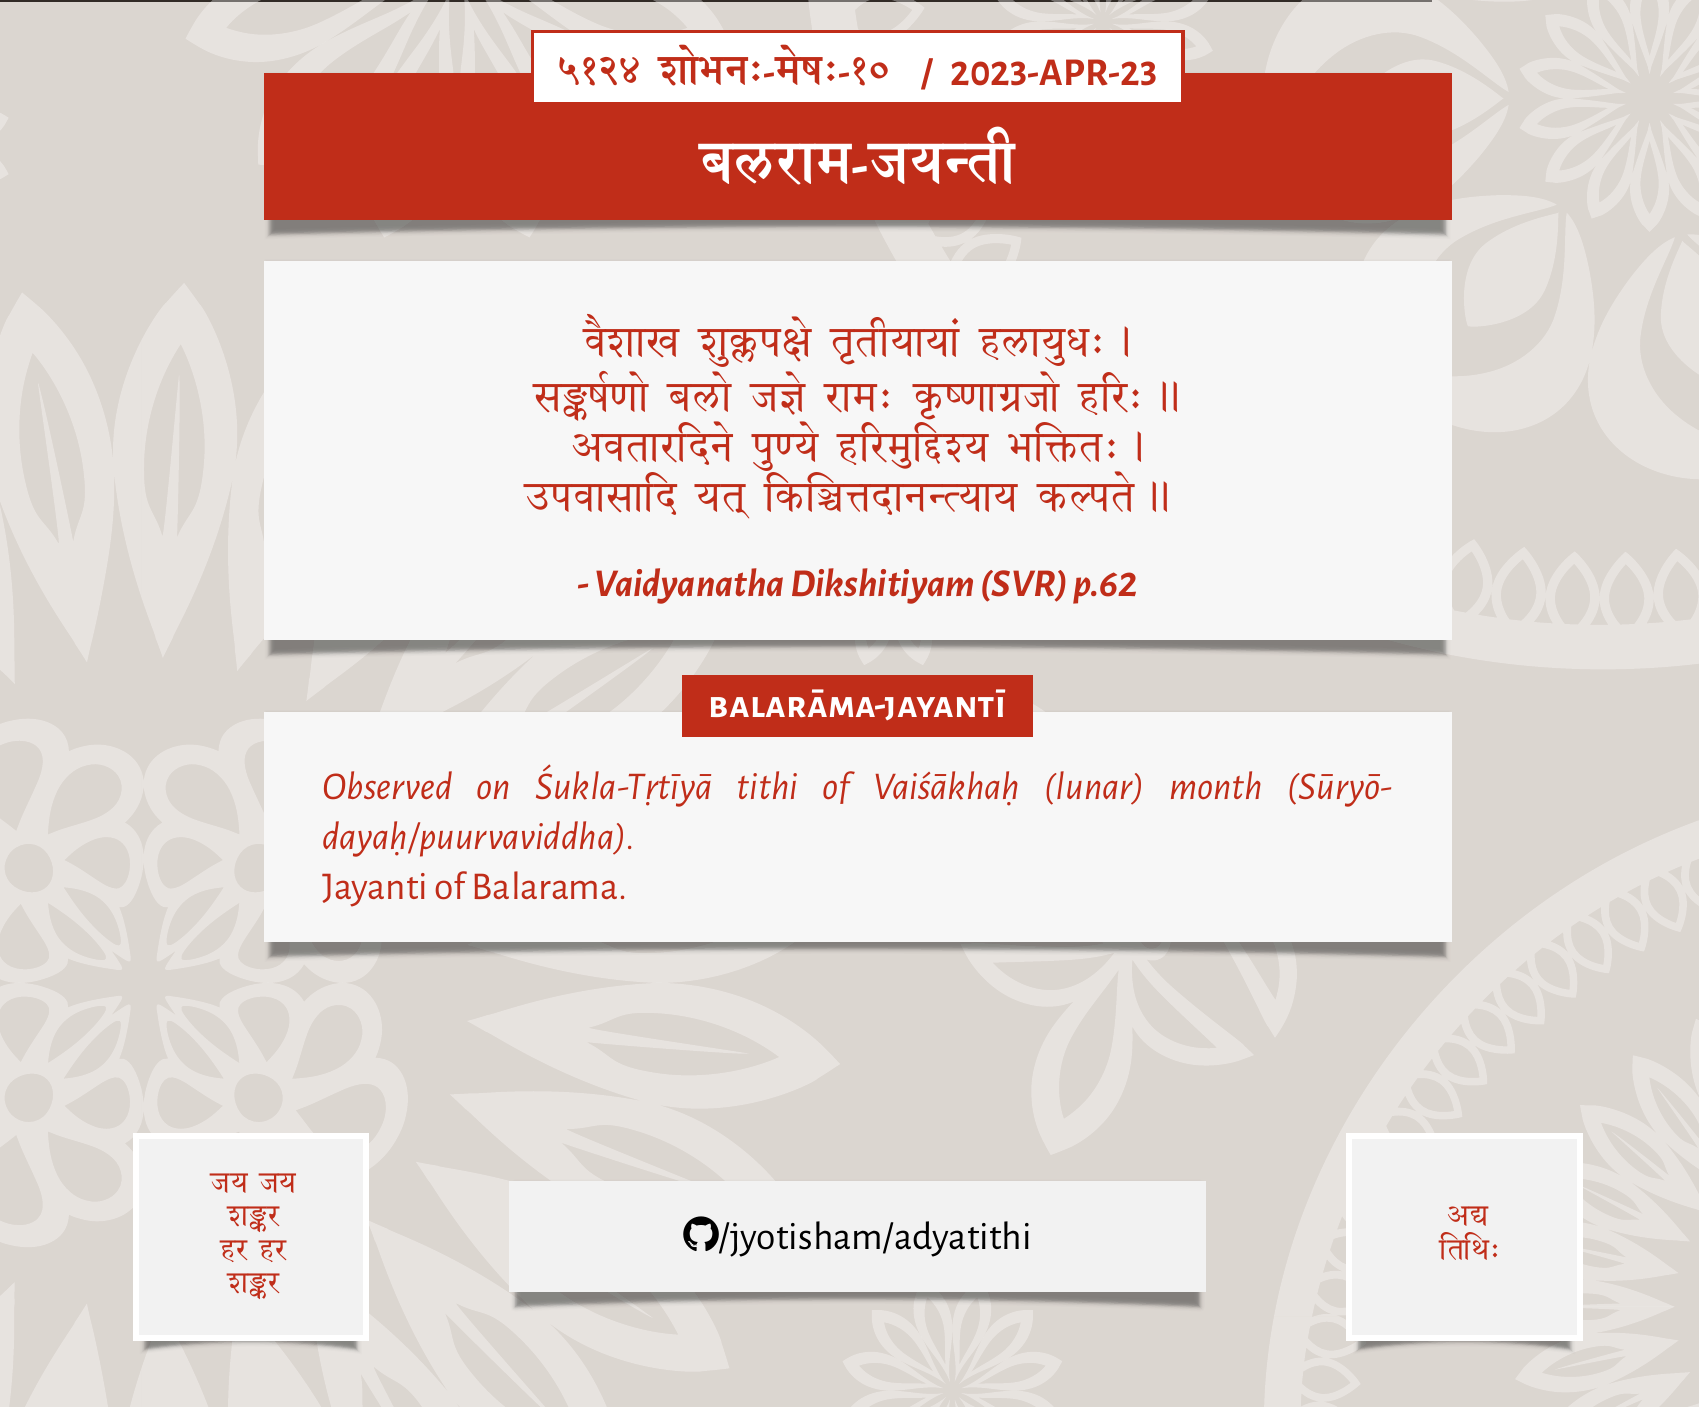 ५१२४ शोभनः-मेषः-१० / 2023-APR-23
बलराम-जयन्ती
वैशाख शुक्लपक्षे तृतीयायां हलायुधः ।
सङ्कर्षणो बलो जज्ञे रामः कृष्णाग्रजो हरिः ॥
अवतारदिने पुण्ये हरिमुद्दिश्य भक्तितः ।
उपवासादि यत् किञ्चित्तदानन्त्याय कल्पते ॥
- Vaidyanatha Dikshitiyam (SVR) p.62
BALARĀMA-JAYANTĪ
Observed on Śukla-Tṛtīyā tithi of Vaiśākhaḥ (lunar) month (Sūryō-
dayaḥ/puurvaviddha).
Jayanti of Balarama.
जय जय
शङ्कर
हर हर
शङ्कर
/jyotisham/adyatithi
अद्य
तिथिः